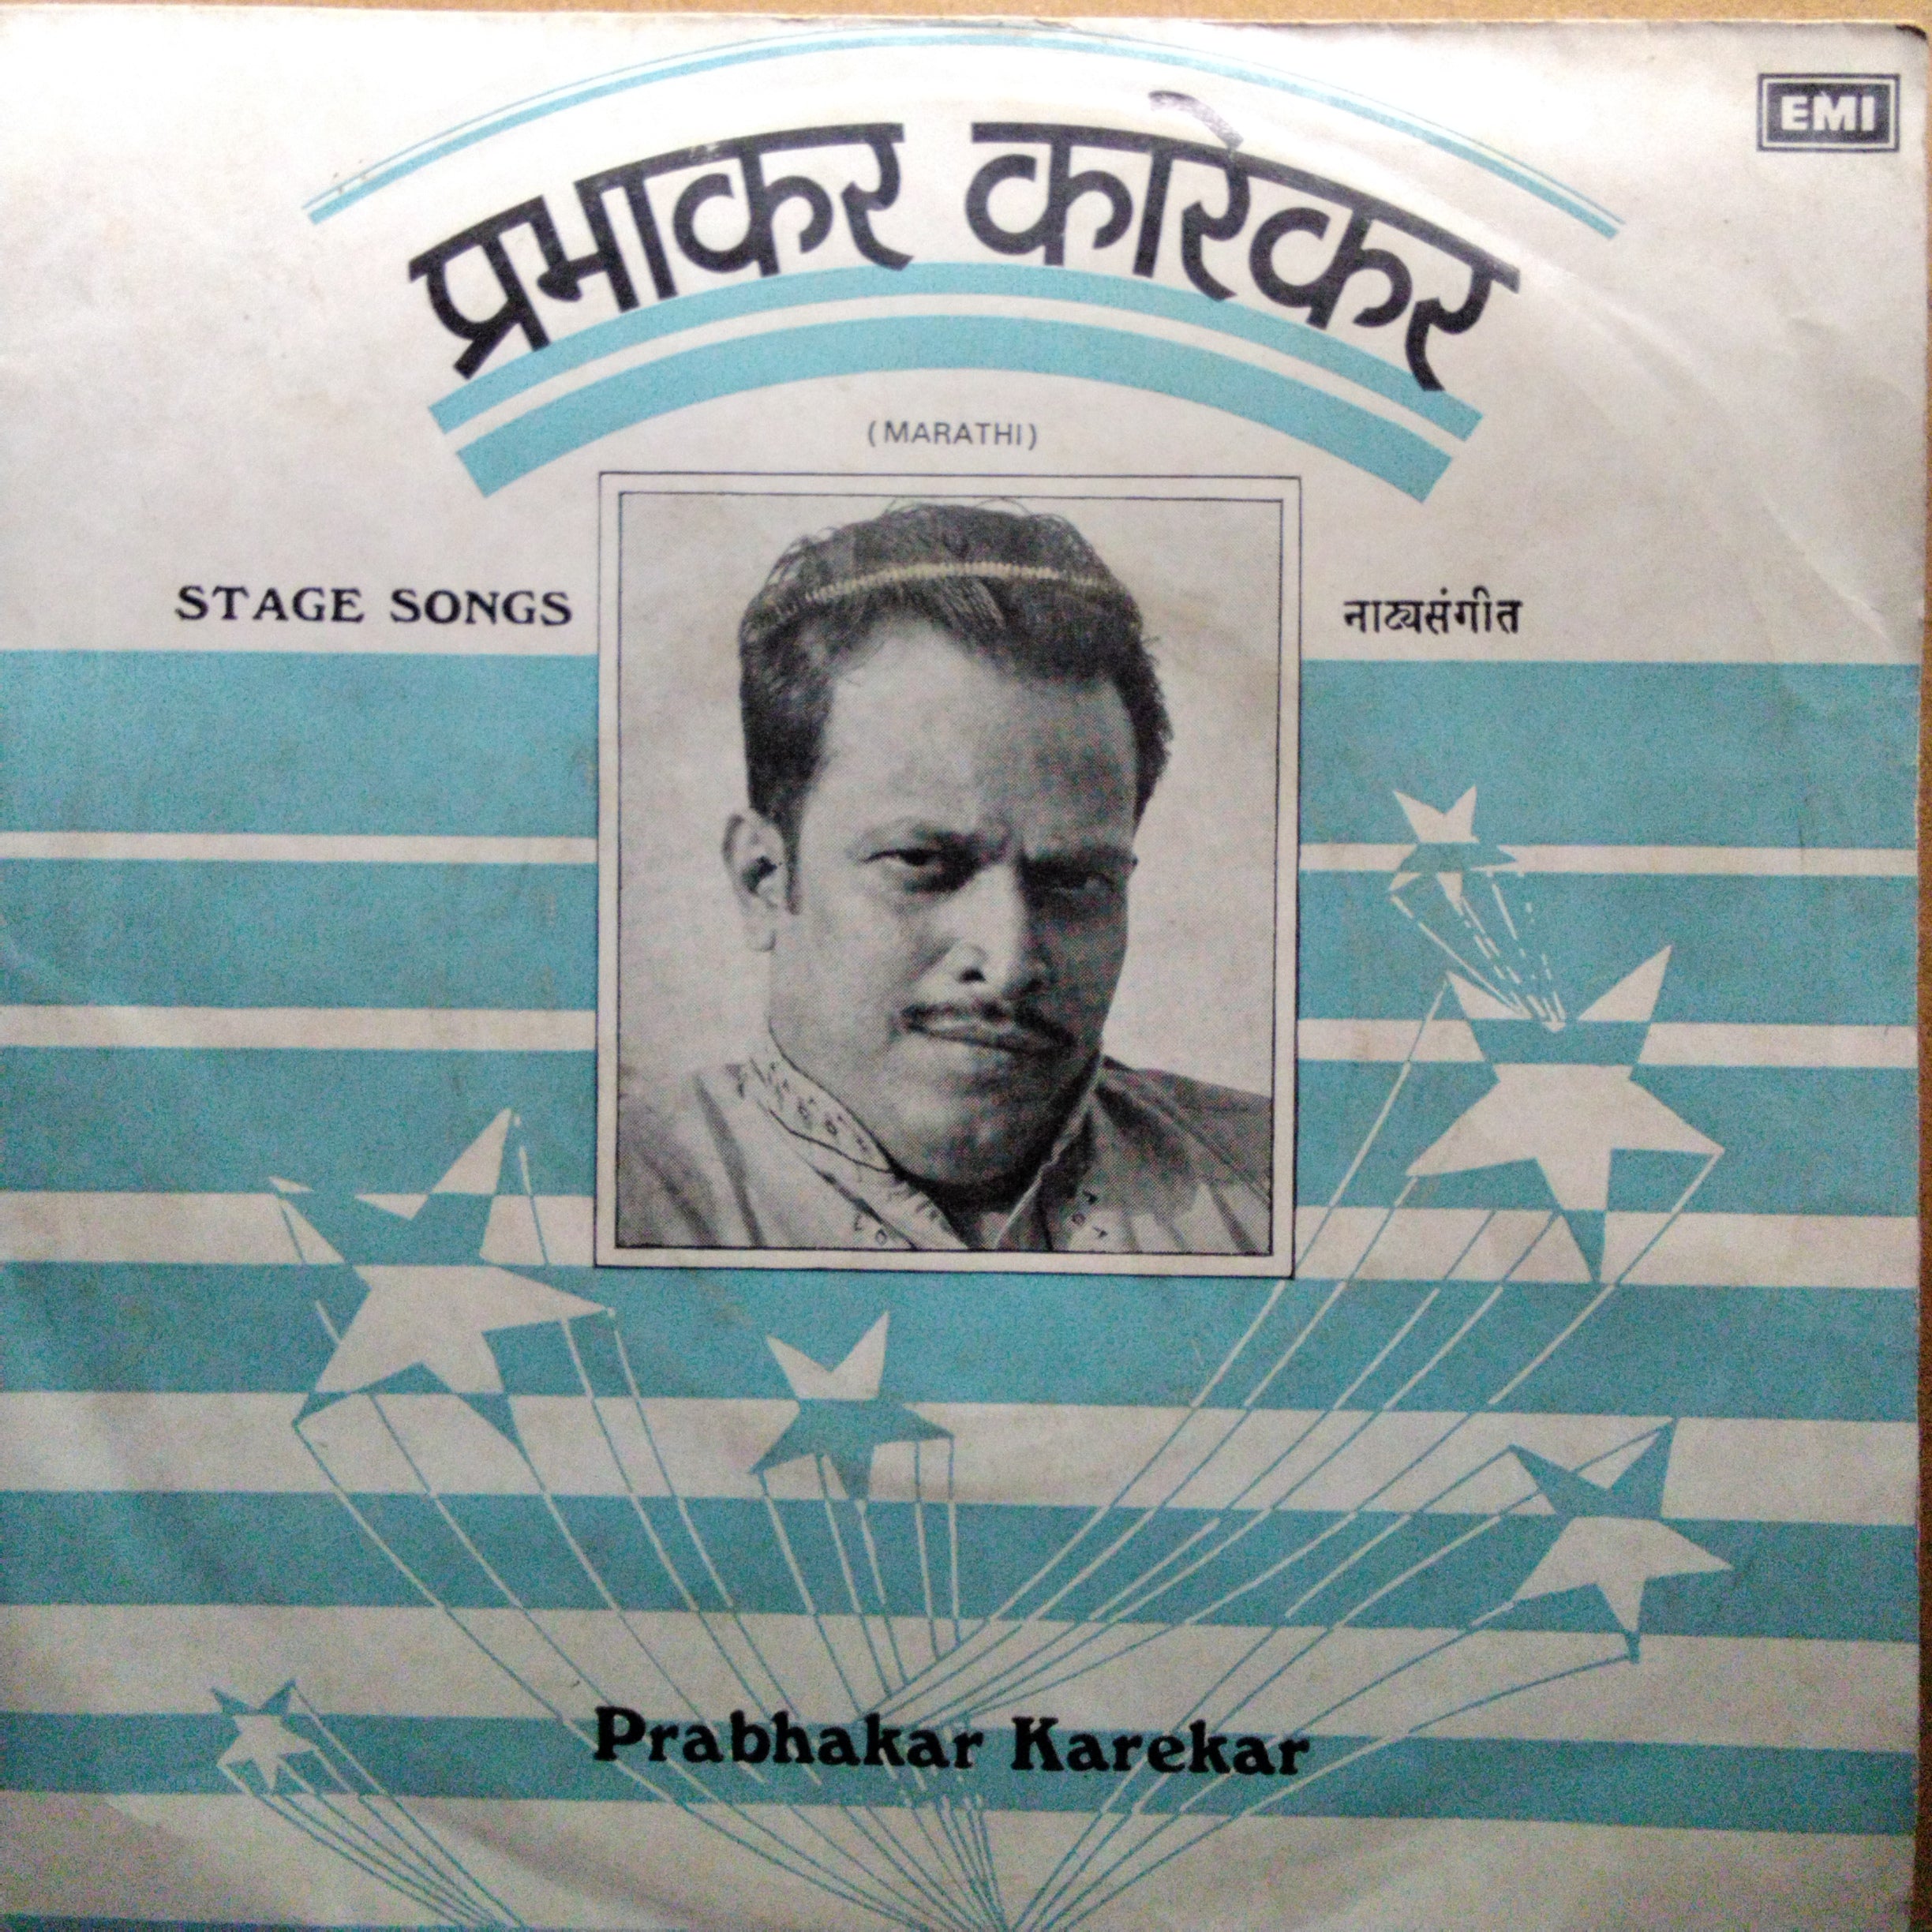 EMI
प्रभाकर कारेकर
(MARATHI)
STAGE SONGS
नाट्यसंगीत
Prabhakar Karekar